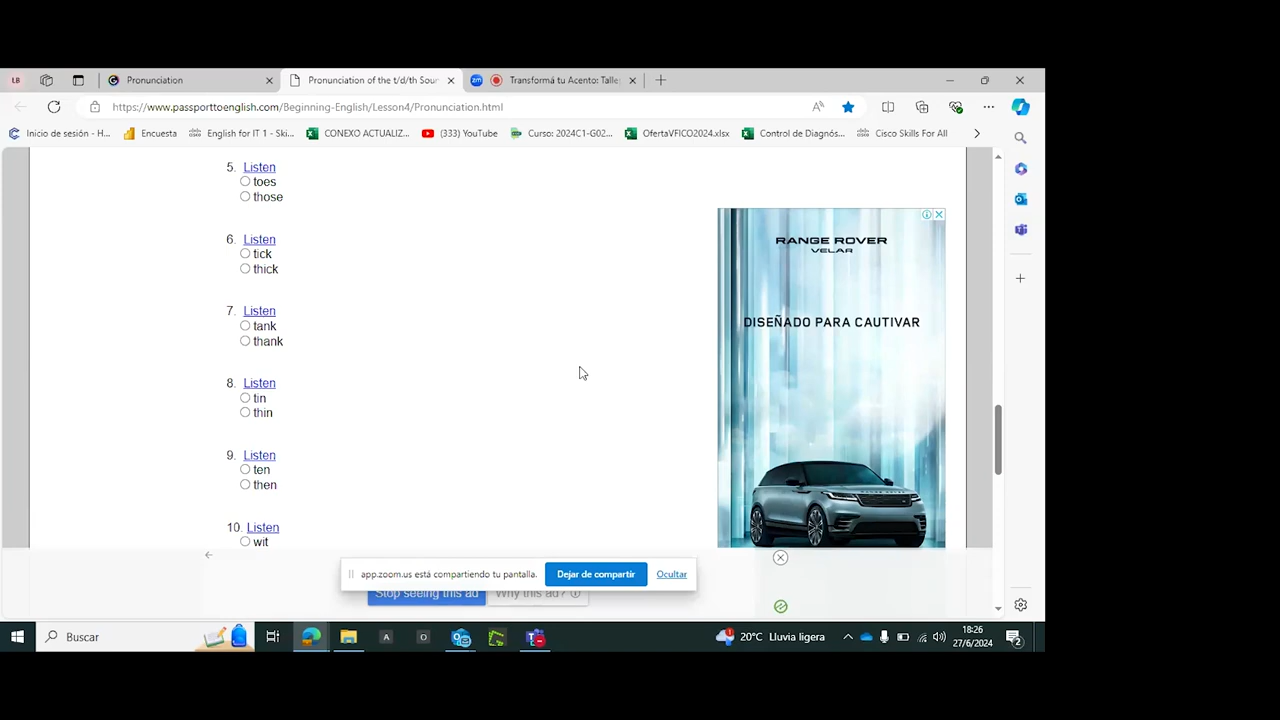 LB
Pronunciation
Pronunciation of the t/d/th Sour
zm
Transformá tu Acento: Talle
https://www.passporttoenglish.com/Beginning-English/Lesson4/Pronunciation.html
Inicio de sesión - H...
Encuesta
English for IT 1 - Ski...
CONEXO ACTUALIZ...
(333) YouTube
Curso: 2024C1-G02...
OfertaVFICO2024.xlsx
Control de Diagnós...
Cisco Skills For All
5. Listen
toes
those
6. Listen
tick
thick
7. Listen
tank
thank
8. Listen
tin
thin
9. Listen
ten
then
10. Listen
wit
RANGE ROVER
VELAR
DISEÑADO PARA CAUTIVAR
app.zoom.us está compartiendo tu pantalla.
Dejar de compartir
Ocultar
Stop seeing this ad
Why this ad?
Buscar
A
O
20°C Lluvia ligera
18:26
27/6/2024
2